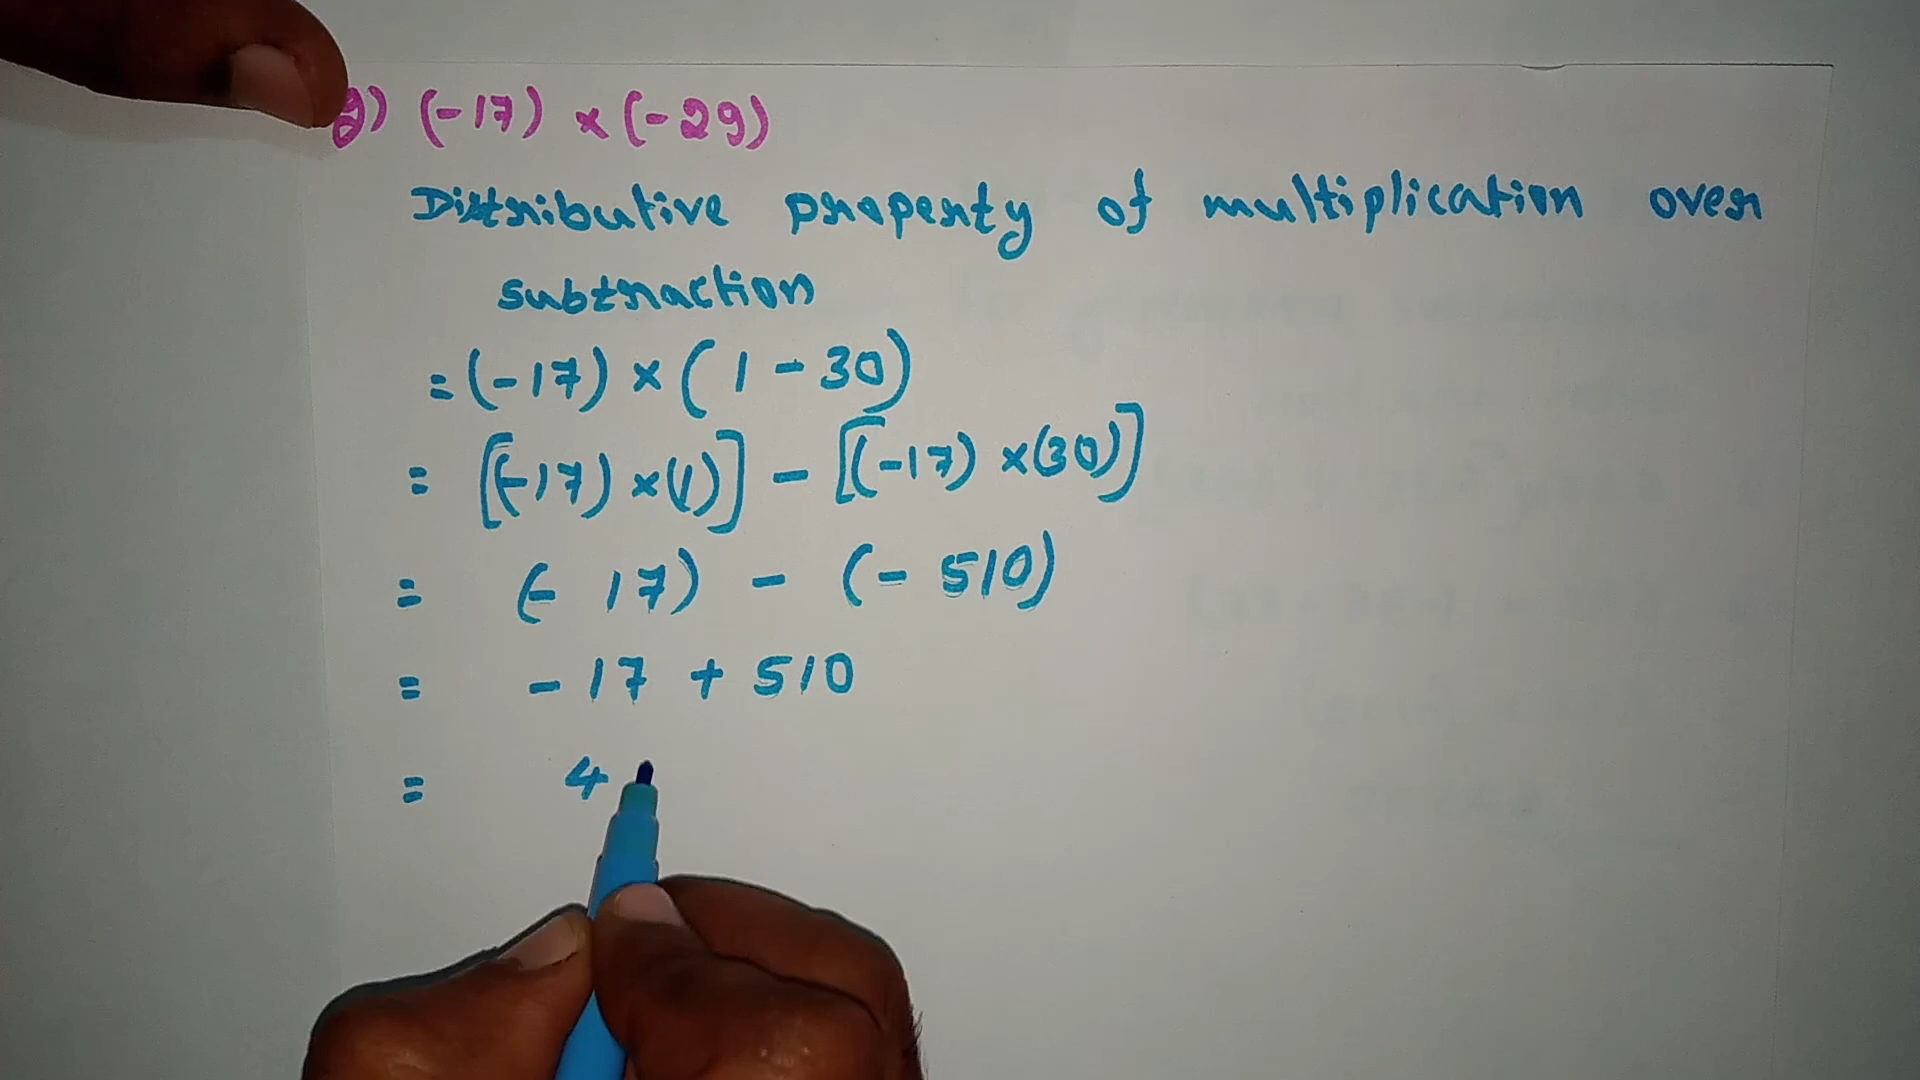 g) (-17) × (-29)
Distributive property of multiplication over
subtraction
= (-17) × (1 - 30)
= [(-17) × (1)] - [(-17) × (30)]
= (- 17) - (- 510)
= - 17 + 510
= 4